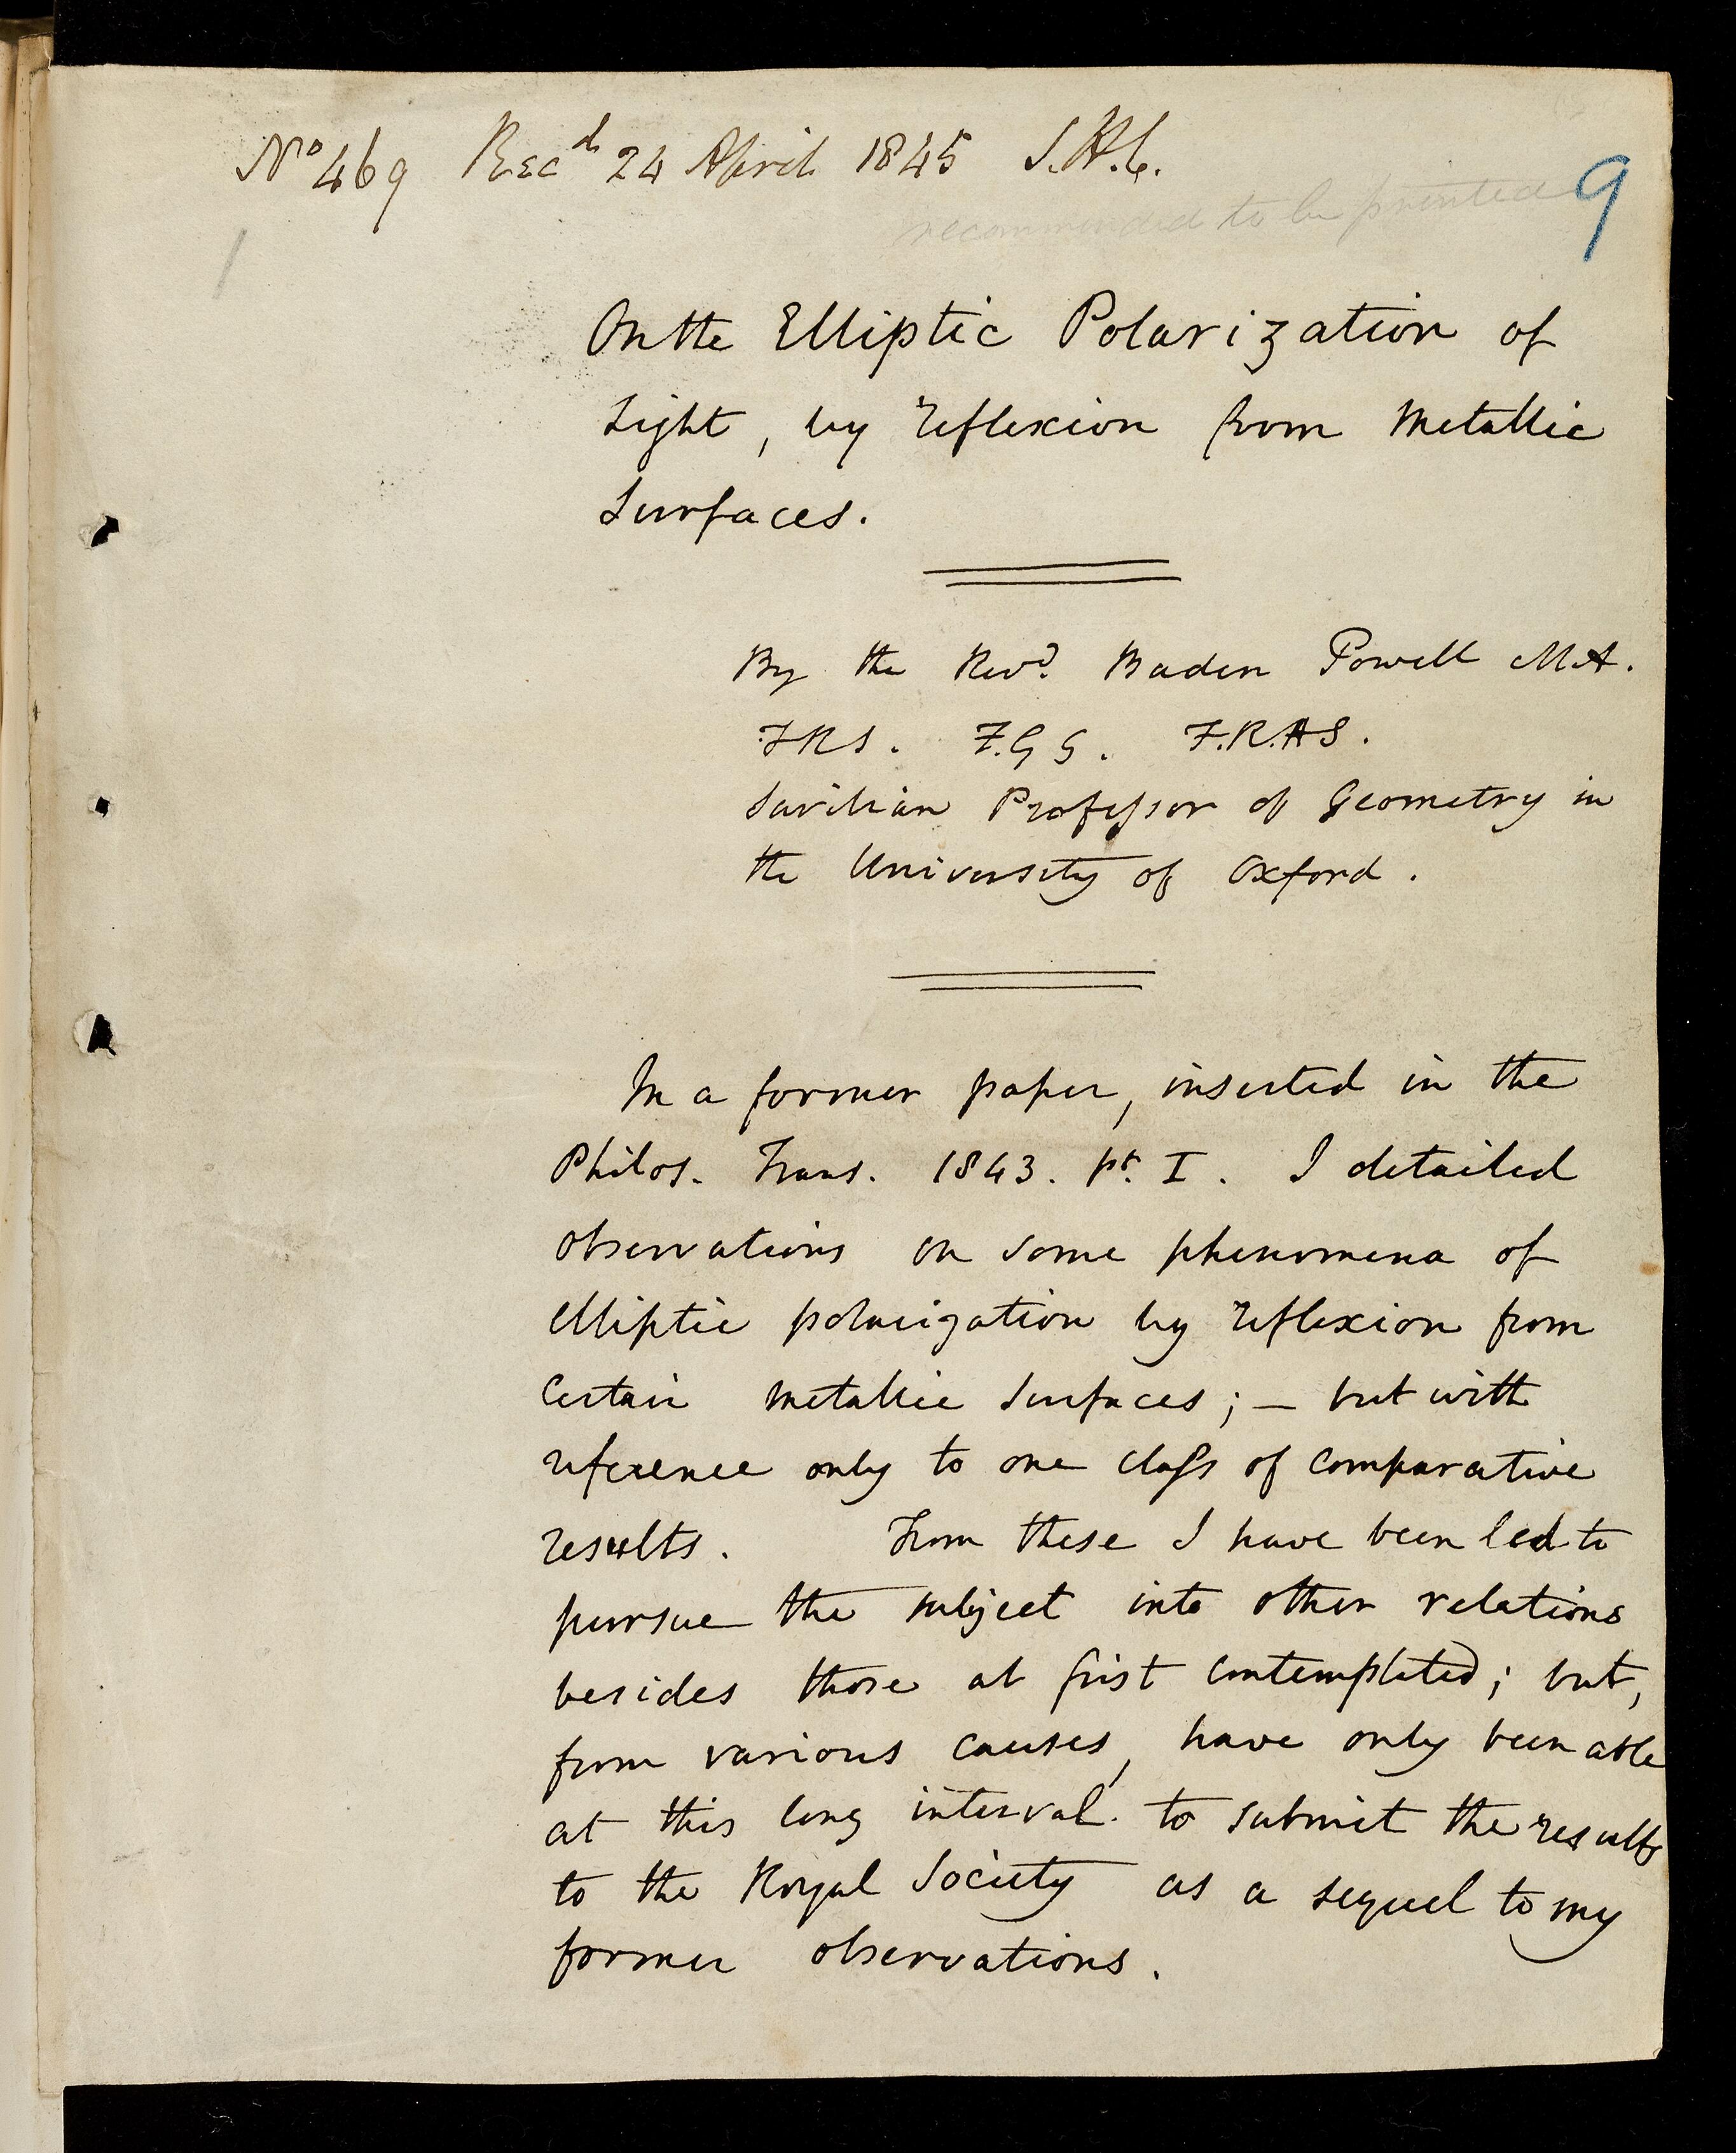 No 469 Recd 24 April 1845 S.H.C.
recommended to be printed
9
1
On the Elliptic Polarization of
Light, by reflexion from Metallic
Surfaces.
By the Revd. Baden Powell M.A.
FRS. F.G.S. F.R.A.S.
Savilian Professor of Geometry in
the University of Oxford.
In a former paper, inserted in the
Philos. Trans. 1843. pt. I. I detailed
observations on some phenomena of
elliptic polarization by reflexion from
certain metallic surfaces; – but with
reference only to one class of comparative
results. From these I have been led to
pursue the subject into other relations
besides those at first contemplated; but,
from various causes, have only been able
at this long interval to submit the results
to the Royal Society as a sequel to my
former observations.